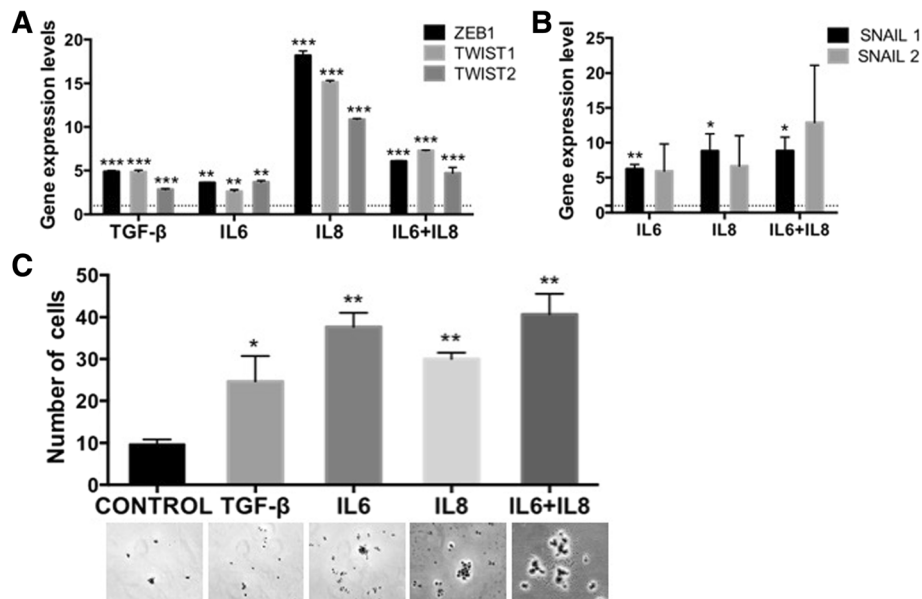 A
Gene expression levels
20
15
10
5
0
ZEB1
TWIST1
TWIST2
*** *** ***
** ** **
*** *** ***
*** *** ***
TGF-β IL6 IL8 IL6+IL8
B
Gene expression level
25
20
15
10
5
0
SNAIL 1
SNAIL 2
** * *
IL6 IL8 IL6+IL8
C
Number of cells
50
40
30
20
10
0
* ** ** **
CONTROL TGF-β IL6 IL8 IL6+IL8